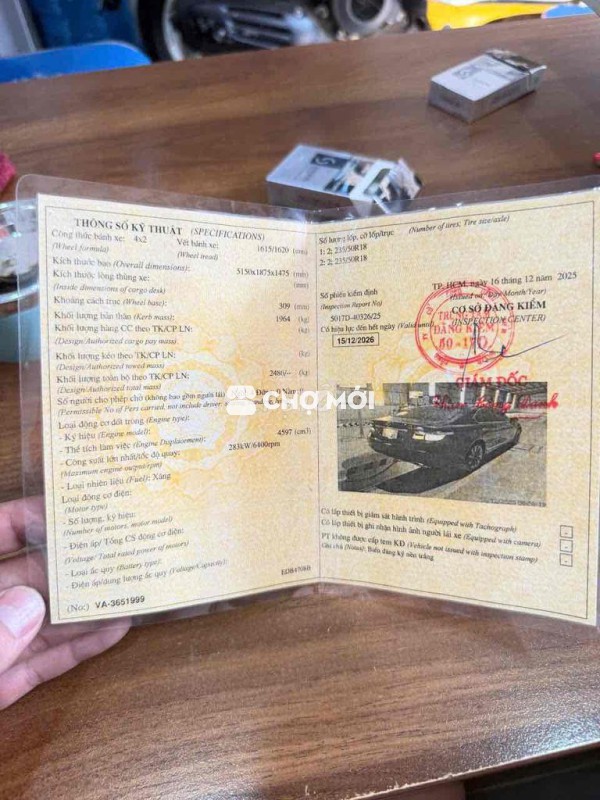 THÔNG SỐ KỸ THUẬT (SPECIFICATIONS)
Công thức bánh xe: 4x2
(Wheel formula)
Vết bánh xe: 1615/1620 (mm)
(Wheel tread)
Kích thước bao (Overall dimensions): 5150x1875x1475 (mm)
Kích thước lòng thùng xe: (mm)
(Inside dimensions of cargo desk)
Khoảng cách trục (Wheel base): 309 (mm)
Khối lượng bản thân (Kerb mass): 1964 (kg)
Khối lượng hàng CC theo TK/CP LN: (kg)
(Design/Authorized cargo pay mass)
Khối lượng kéo theo TK/CP LN: (kg)
(Design/Authorized towed mass)
Khối lượng toàn bộ theo TK/CP LN: 2480/-- (kg)
(Design/Authorized total mass)
Số người cho phép chở (không bao gồm người lái)
(Permissible No of Pers carried, not include driver:
Loại động cơ đốt trong (Engine type):
- Ký hiệu (Engine model):
- Thể tích làm việc (Engine Displacement): 4597 (cm3)
- Công suất lớn nhất/tốc độ quay: 283kW/6400rpm
(Maximum engine output/rpm)
- Loại nhiên liệu (Fuel): Xăng
Loại động cơ điện:
(Motor type)
- Số lượng, ký hiệu:
(Number of motors, motor model)
- Điện áp/ Tổng CS động cơ điện:
(Voltage/ Total rated power of motors)
- Loại ắc quy (Battery type):
- Điện áp/dung lượng ắc quy (Voltage/Capacity):
(No:) VA-3651999
Số lượng lốp, cỡ lốp/trục (Number of tires, Tire size/axle)
1: 2; 235/50R18
2: 2; 235/50R18
Số phiếu kiểm định
(Inspection Report No)
5017D-40326/25
Có hiệu lực đến hết ngày (Valid until)
15/12/2026
TP. HCM, ngày 16 tháng 12 năm 2025
(Issued on: Day/Month/Year)
CƠ SỞ ĐĂNG KIỂM
(INSPECTION CENTER)
ĐĂNG KIỂM
50 - 17D
GIÁM ĐỐC
CHỢ MỚI
Có lắp thiết bị giám sát hành trình (Equipped with Tachograph)
Có lắp thiết bị ghi nhận hình ảnh người lái xe (Equipped with camera)
PT không được cấp tem KĐ (Vehicle not issued with inspection stamp)
Ghi chú (Notes): Biển đăng ký nền trắng